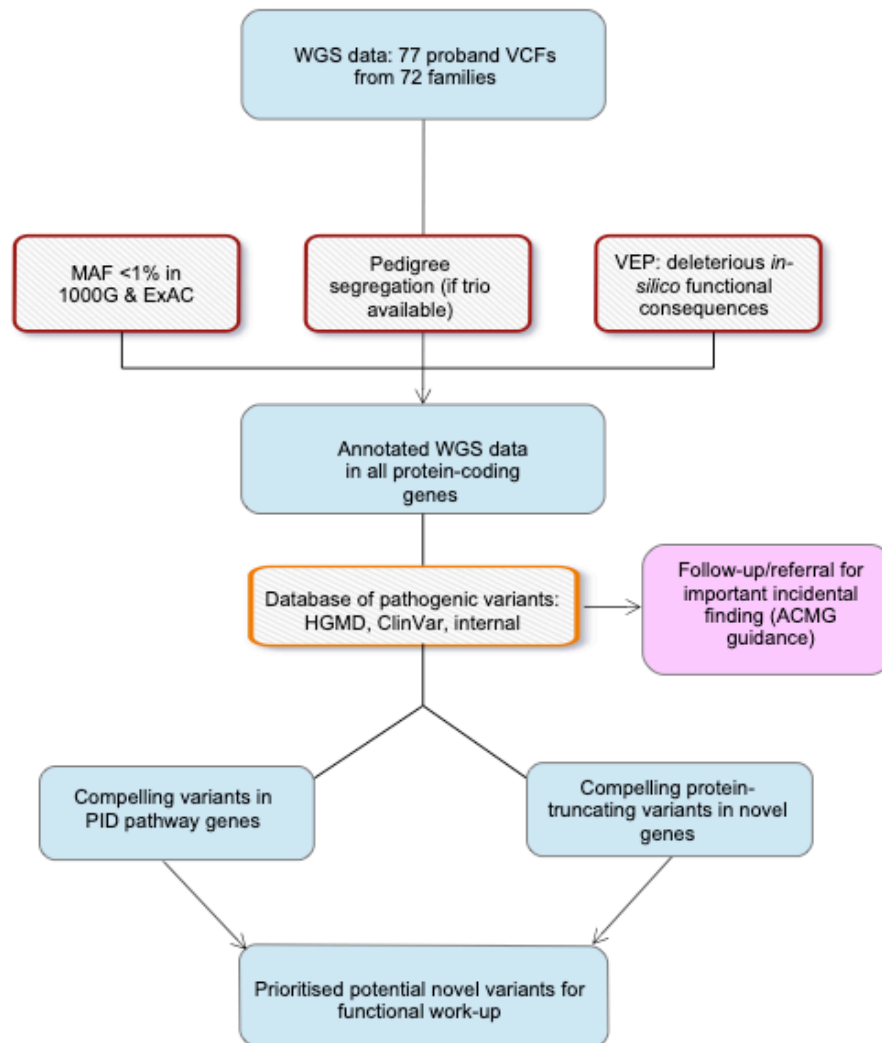 WGS data: 77 proband VCFs
from 72 families
MAF <1% in
1000G & ExAC
Pedigree
segregation (if trio
available)
VEP: deleterious in-
silico functional
consequences
Annotated WGS data
in all protein-coding
genes
Database of pathogenic variants:
HGMD, ClinVar, internal
Follow-up/referral for
important incidental
finding (ACMG
guidance)
Compelling variants in
PID pathway genes
Compelling protein-
truncating variants in novel
genes
Prioritised potential novel variants for
functional work-up